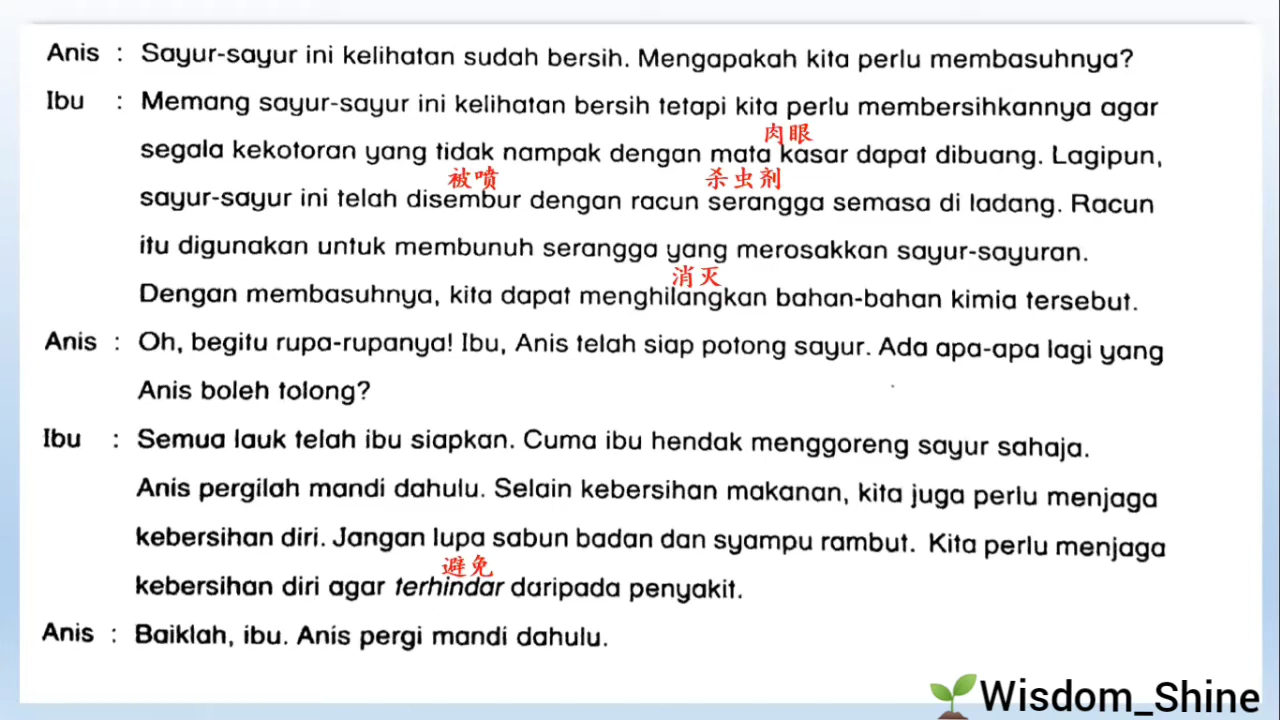 Anis : Sayur-sayur ini kelihatan sudah bersih. Mengapakah kita perlu membasuhnya?
Ibu : Memang sayur-sayur ini kelihatan bersih tetapi kita perlu membersihkannya agar
肉眼
segala kekotoran yang tidak nampak dengan mata kasar dapat dibuang. Lagipun,
被喷 杀虫剂
sayur-sayur ini telah disembur dengan racun serangga semasa di ladang. Racun
itu digunakan untuk membunuh serangga yang merosakkan sayur-sayuran.
消灭
Dengan membasuhnya, kita dapat menghilangkan bahan-bahan kimia tersebut.
Anis : Oh, begitu rupa-rupanya! Ibu, Anis telah siap potong sayur. Ada apa-apa lagi yang
Anis boleh tolong?
Ibu : Semua lauk telah ibu siapkan. Cuma ibu hendak menggoreng sayur sahaja.
Anis pergilah mandi dahulu. Selain kebersihan makanan, kita juga perlu menjaga
kebersihan diri. Jangan lupa sabun badan dan syampu rambut. Kita perlu menjaga
避免
kebersihan diri agar terhindar daripada penyakit.
Anis : Baiklah, ibu. Anis pergi mandi dahulu.
Wisdom_Shine